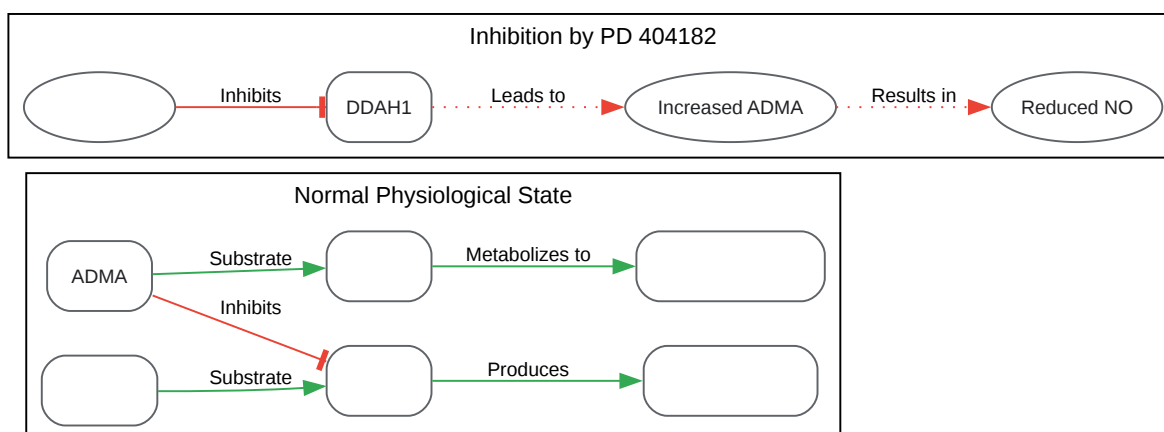 Inhibition by PD 404182
Inhibits
DDAH1
Leads to
Increased ADMA
Results in
Reduced NO
Normal Physiological State
ADMA
Substrate
Metabolizes to
Inhibits
Substrate
Produces